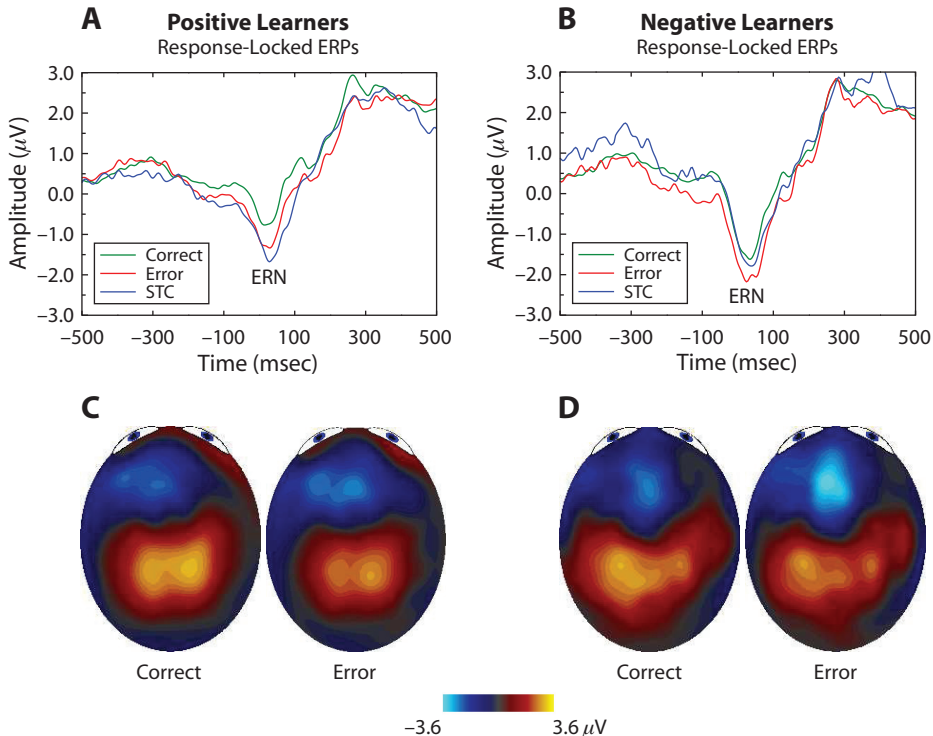 A
Positive Learners
Response-Locked ERPs
3.0
2.0
1.0
0.0
−1.0
−2.0
−3.0
Amplitude (μV)
Correct
Error
STC
ERN
−500 −300 −100 100 300 500
Time (msec)
B
Negative Learners
Response-Locked ERPs
3.0
2.0
1.0
0.0
−1.0
−2.0
−3.0
Amplitude (μV)
Correct
Error
STC
ERN
−500 −300 −100 100 300 500
Time (msec)
C
Correct
Error
D
Correct
Error
−3.6 3.6 μV